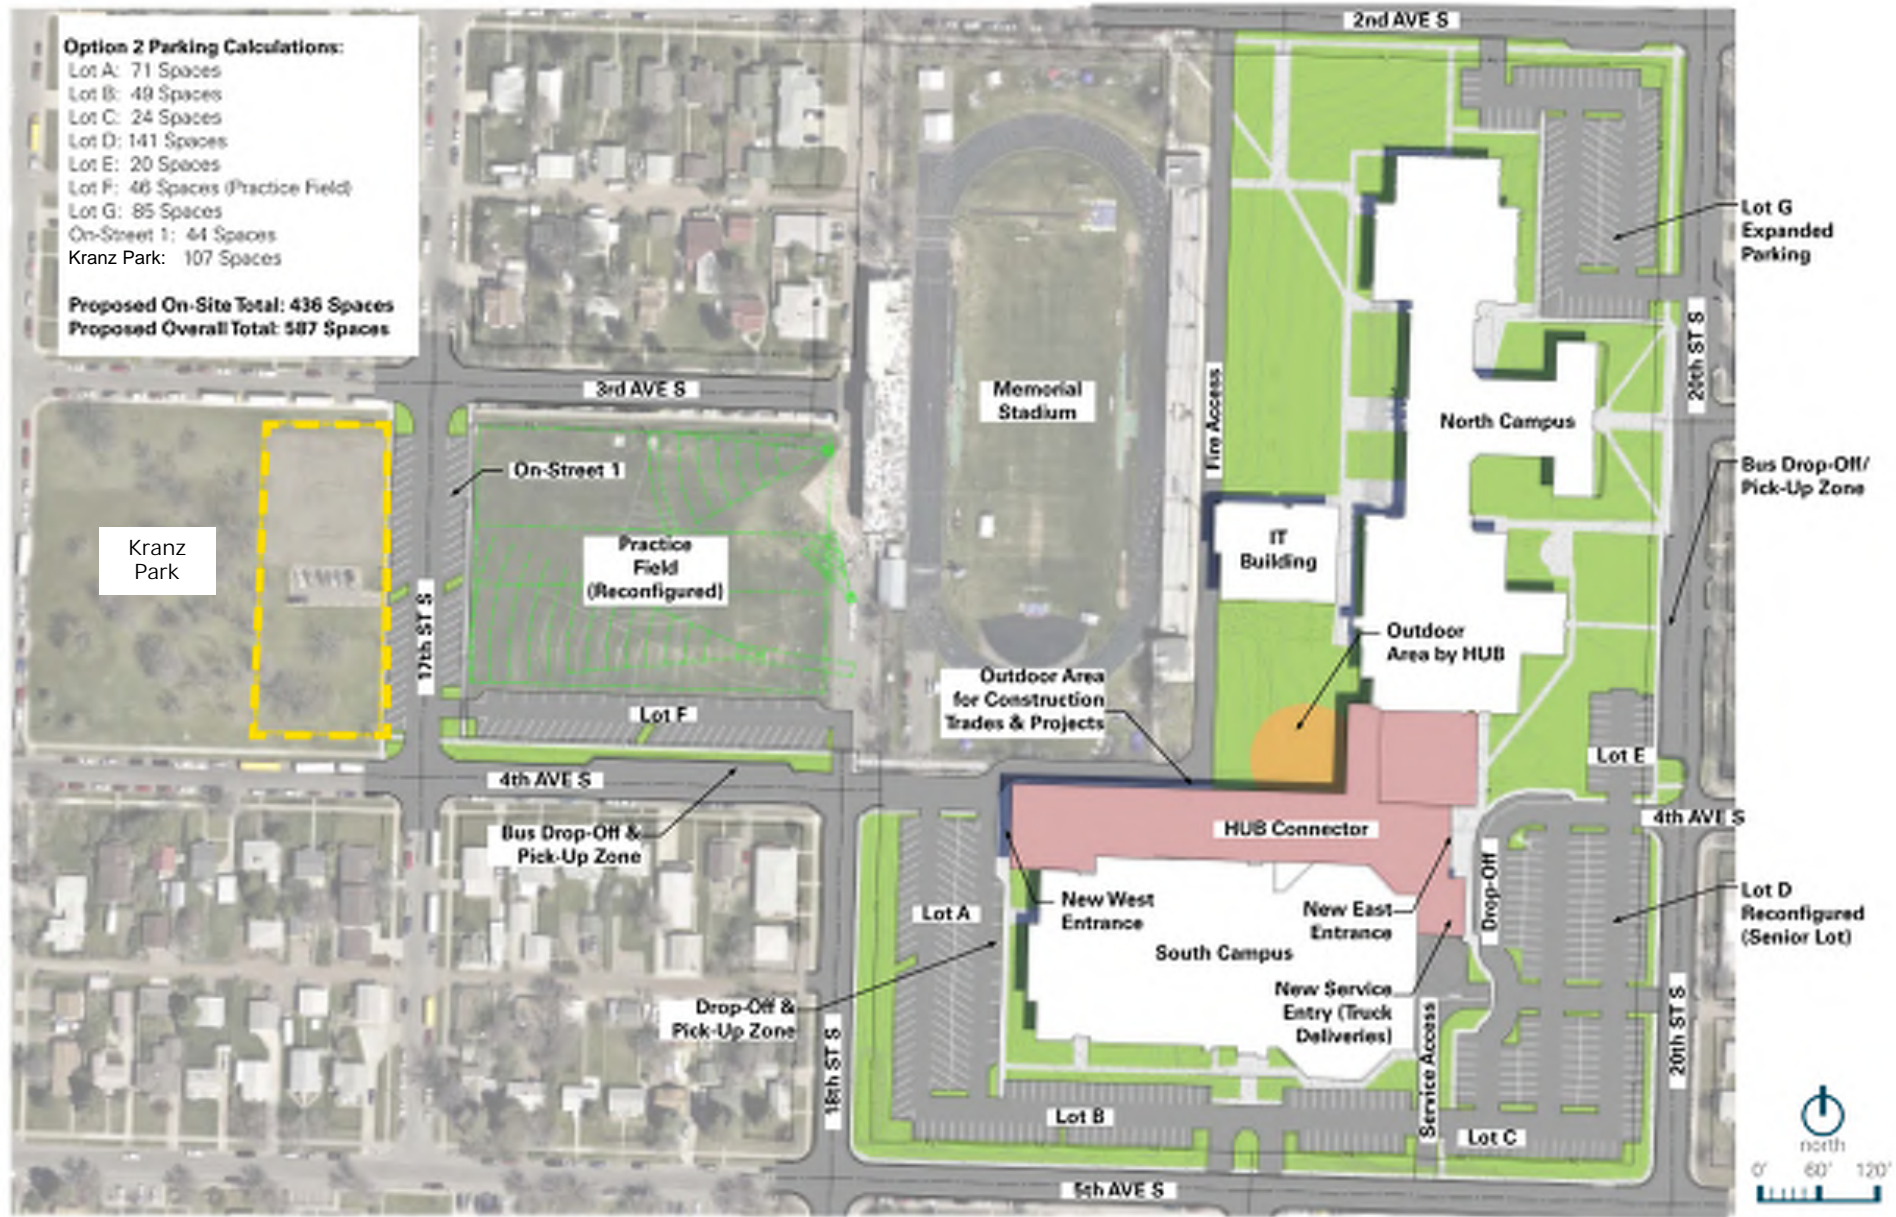 2nd AVE S
Option 2 Parking Calculations:
Lot A: 71 Spaces
Lot B: 49 Spaces
Lot C: 24 Spaces
Lot D: 141 Spaces
Lot E: 20 Spaces
Lot F: 46 Spaces (Practice Field)
Lot G: 85 Spaces
On-Street 1: 44 Spaces
Kranz Park: 107 Spaces
Proposed On-Site Total: 436 Spaces
Proposed Overall Total: 587 Spaces
Lot G
Expanded
Parking
3rd AVE S
Memorial
Stadium
Fire Access
20th ST S
North Campus
On-Street 1
Bus Drop-Off/
Pick-Up Zone
Kranz
Park
Practice
Field
(Reconfigured)
IT
Building
17th ST S
Outdoor
Area by HUB
Outdoor Area
for Construction
Trades & Projects
Lot F
Lot E
4th AVE S
4th AVE S
HUB Connector
Bus Drop-Off &
Pick-Up Zone
Drop-Off
Lot A
New West
Entrance
New East
Entrance
Lot D
Reconfigured
(Senior Lot)
South Campus
New Service
Entry (Truck
Deliveries)
Drop-Off &
Pick-Up Zone
18th ST S
Service Access
20th ST S
Lot B
Lot C
5th AVE S
north
0' 60' 120'